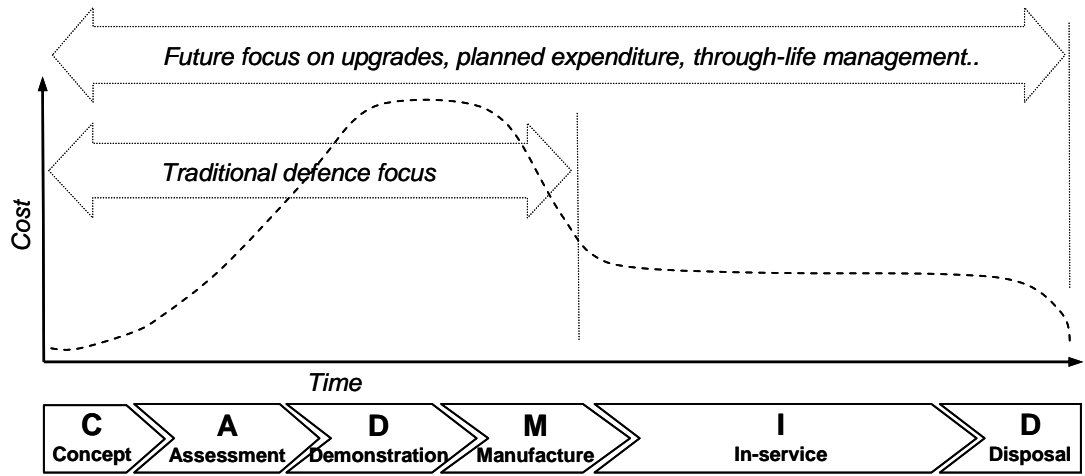 Future focus on upgrades, planned expenditure, through-life management..
Traditional defence focus
Cost
Time
C
Concept
A
Assessment
D
Demonstration
M
Manufacture
I
In-service
D
Disposal